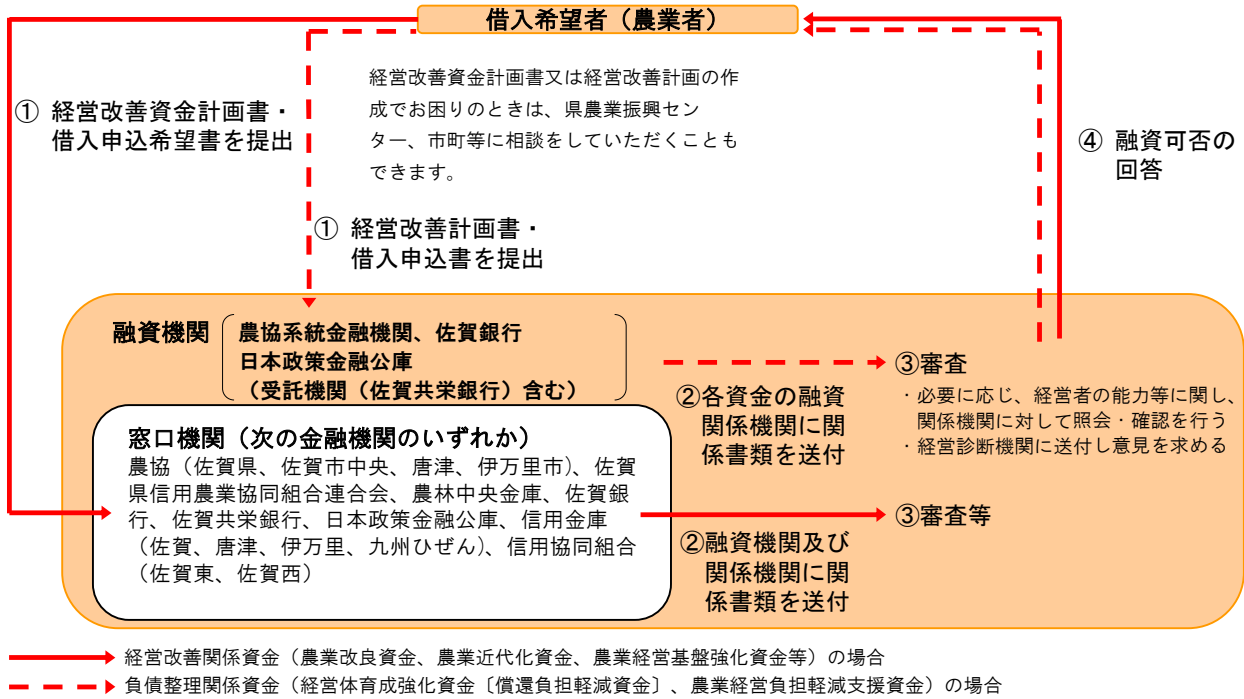 借入希望者（農業者）
経営改善資金計画書又は経営改善計画の作
成でお困りのときは、県農業振興セン
ター、市町等に相談をしていただくことも
できます。
① 経営改善資金計画書・
借入申込希望書を提出
④ 融資可否の
回答
① 経営改善計画書・
借入申込書を提出
融資機関
農協系統金融機関、佐賀銀行
日本政策金融公庫
（受託機関（佐賀共栄銀行）含む）
②各資金の融資
関係機関に関
係書類を送付
③審査
・必要に応じ、経営者の能力等に関し、
関係機関に対して照会・確認を行う
・経営診断機関に送付し意見を求める
窓口機関（次の金融機関のいずれか）
農協（佐賀県、佐賀市中央、唐津、伊万里市）、佐賀
県信用農業協同組合連合会、農林中央金庫、佐賀銀
行、佐賀共栄銀行、日本政策金融公庫、信用金庫
（佐賀、唐津、伊万里、九州ひぜん）、信用協同組合
（佐賀東、佐賀西）
②融資機関及び
関係機関に関
係書類を送付
③審査等
経営改善関係資金（農業改良資金、農業近代化資金、農業経営基盤強化資金等）の場合
負債整理関係資金（経営体育成強化資金〔償還負担軽減資金〕、農業経営負担軽減支援資金）の場合